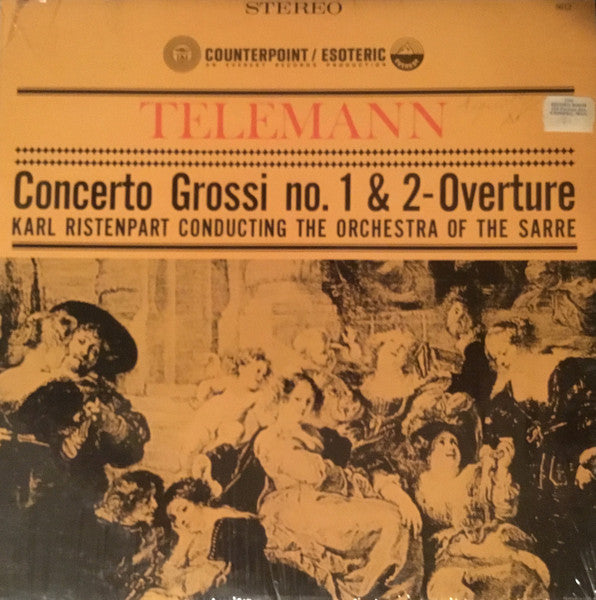 STEREO
COUNTERPOINT / ESOTERIC
AN EVEREST RECORDS PRODUCTION
TELEMANN
Concerto Grossi no. 1 & 2-Overture
KARL RISTENPART CONDUCTING THE ORCHESTRA OF THE SARRE